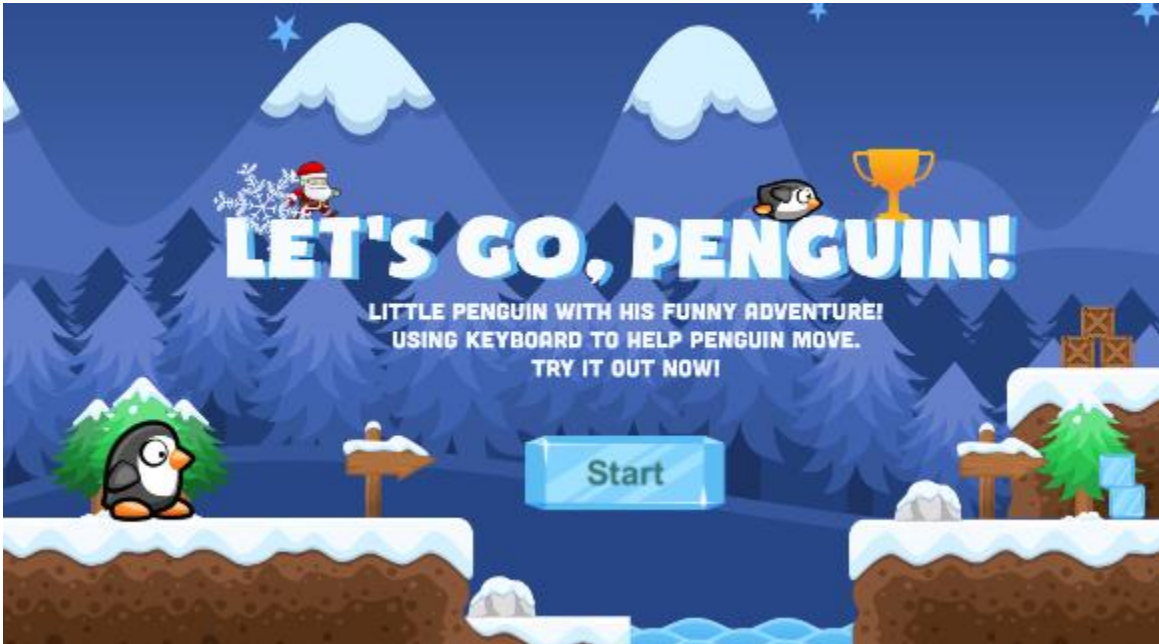 LET'S GO, PENGUIN!
LITTLE PENGUIN WITH HIS FUNNY ADVENTURE!
USING KEYBOARD TO HELP PENGUIN MOVE.
TRY IT OUT NOW!
Start